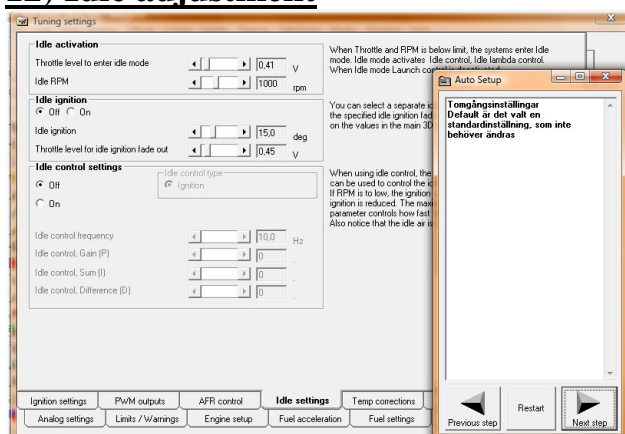 12) Idle adjustment
Tuning settings
Idle activation
Throttle level to enter idle mode 0,41 V
Idle RPM 1000 rpm
When Throttle and RPM is below limit, the systems enter Idle
mode. Idle mode activates Idle control, Idle lambda control.
When Idle mode Launch
Idle ignition
Off On
Idle ignition 15,0 deg
Throttle level for idle ignition fade out 0,45 V
You can select a separate
the specified idle ignition
on the values in the main 3D
Idle control settings
Off
On
Idle control type
Ignition
Idle control frequency 10,0 Hz
Idle control, Gain (P) 0 .
Idle control, Sum (I) 0 .
Idle control, Difference (D) 0 .
When using idle control, the
can be used to control the
If RPM is to low, the ignition
ignition is reduced. The
parameter controls how fast
Also notice that the idle air is
Auto Setup
Tomgångsinställingar
Default är det valt en
standardinställning, som inte
behöver ändras
Previous step
Restart
Next step
Ignition settings PWM outputs AFR control Idle settings Temp corrections
Analog settings Limits / Warnings Engine setup Fuel acceleration Fuel settings